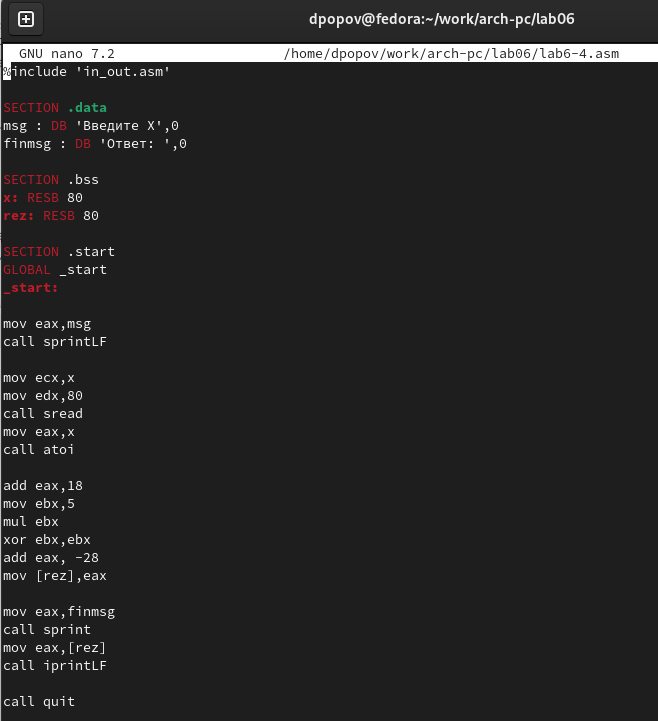 dpopov@fedora:~/work/arch-pc/lab06
GNU nano 7.2 /home/dpopov/work/arch-pc/lab06/lab6-4.asm
%include 'in_out.asm'
SECTION .data
msg : DB 'Введите X',0
finmsg : DB 'Ответ: ',0
SECTION .bss
x: RESB 80
rez: RESB 80
SECTION .start
GLOBAL _start
_start:
mov eax,msg
call sprintLF
mov ecx,x
mov edx,80
call sread
mov eax,x
call atoi
add eax,18
mov ebx,5
mul ebx
xor ebx,ebx
add eax, -28
mov [rez],eax
mov eax,finmsg
call sprint
mov eax,[rez]
call iprintLF
call quit